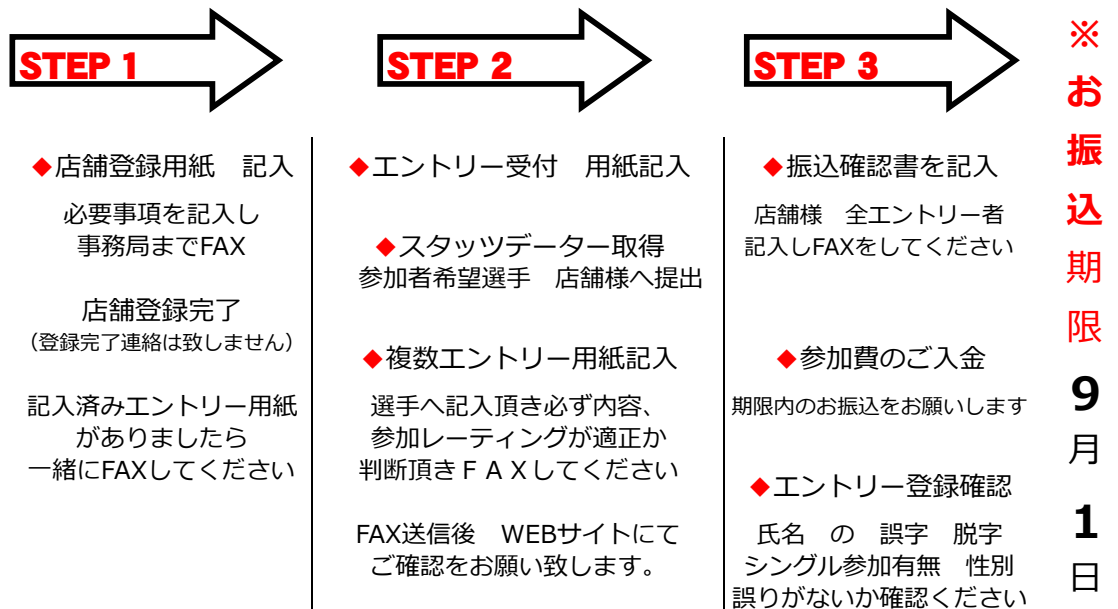 STEP 1
◆店舗登録用紙　記入
必要事項を記入し
事務局までFAX
店舗登録完了
（登録完了連絡は致しません）
記入済みエントリー用紙
がありましたら
一緒にFAXしてください
STEP 2
◆エントリー受付　用紙記入
◆スタッツデーター取得
参加者希望選手　店舗様へ提出
◆複数エントリー用紙記入
選手へ記入頂き必ず内容、
参加レーティングが適正か
判断頂きＦＡＸしてください
FAX送信後　WEBサイトにて
ご確認をお願い致します。
STEP 3
◆振込確認書を記入
店舗様　全エントリー者
記入しFAXをしてください
◆参加費のご入金
期限内のお振込をお願いします
◆エントリー登録確認
氏名　の　誤字　脱字
シングル参加有無　性別
誤りがないか確認ください
※お振込期限9月1日